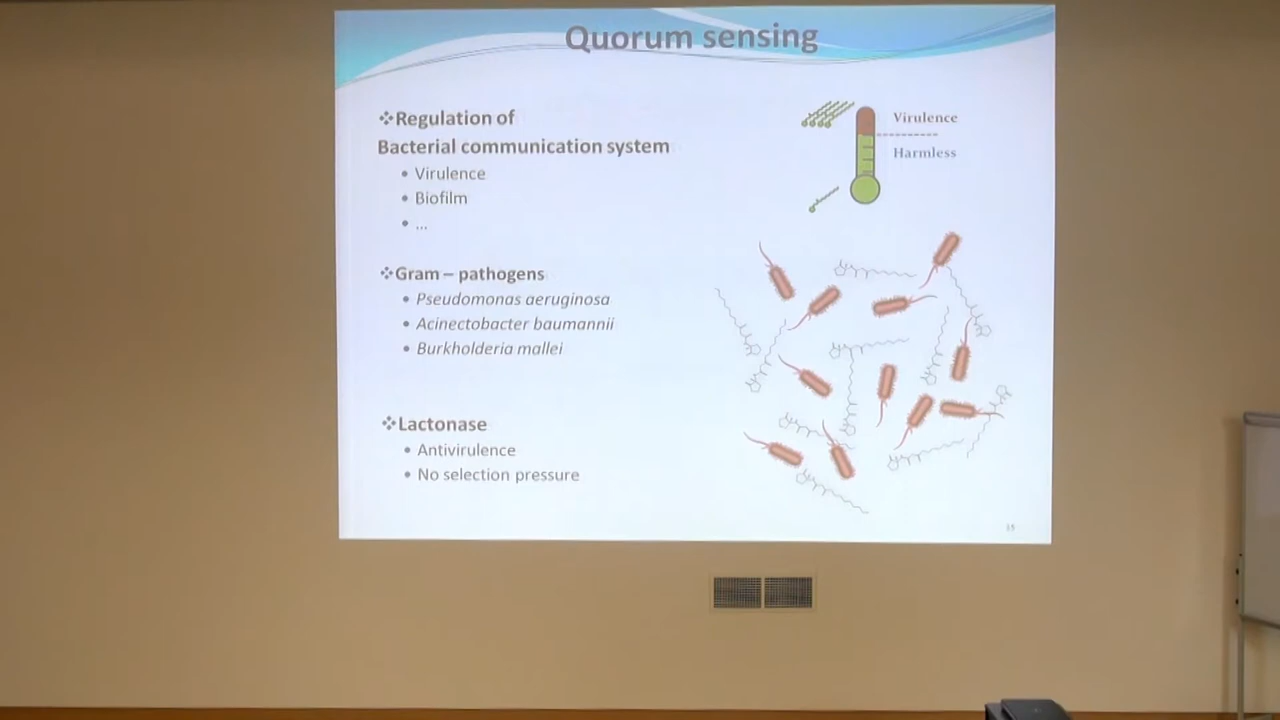 Quorum sensing
❖Regulation of
Bacterial communication system
• Virulence
• Biofilm
• ...
❖Gram – pathogens
• Pseudomonas aeruginosa
• Acinectobacter baumannii
• Burkholderia mallei
❖Lactonase
• Antivirulence
• No selection pressure
Virulence
Harmless
15